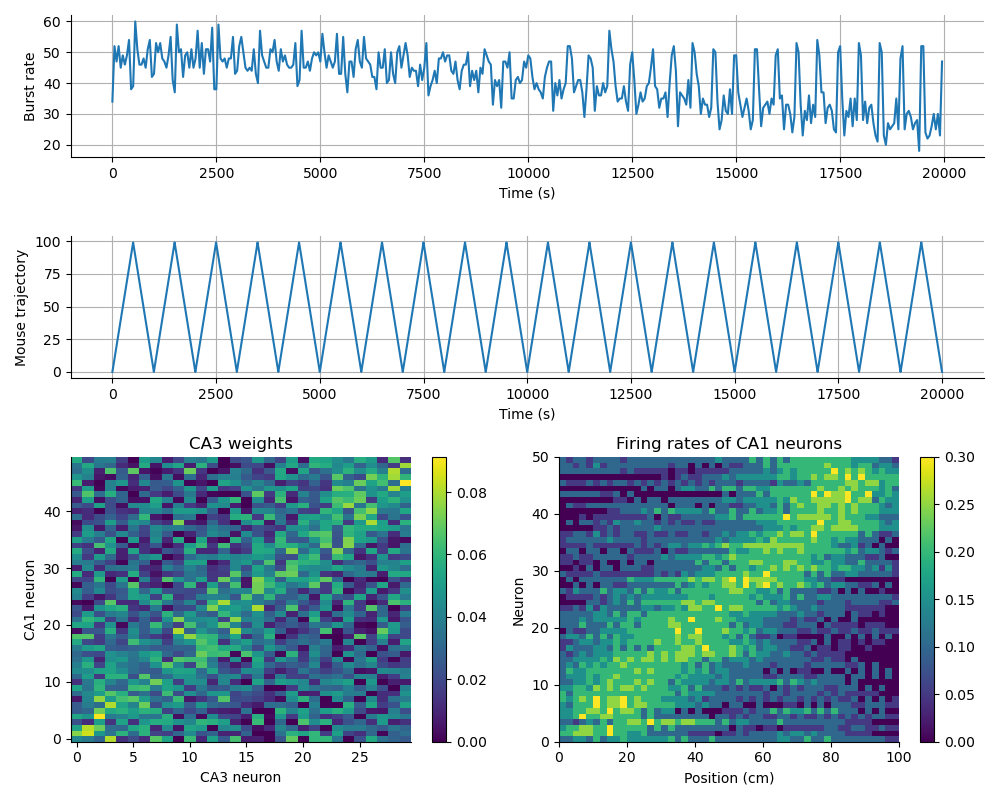 Burst rate
60
50
40
30
20
0 2500 5000 7500 10000 12500 15000 17500 20000
Time (s)
Mouse trajectory
100
75
50
25
0
0 2500 5000 7500 10000 12500 15000 17500 20000
Time (s)
CA3 weights
CA1 neuron
40
30
20
10
0
0 5 10 15 20 25
CA3 neuron
0.08
0.06
0.04
0.02
0.00
Firing rates of CA1 neurons
Neuron
50
40
30
20
10
0
0 20 40 60 80 100
Position (cm)
0.30
0.25
0.20
0.15
0.10
0.05
0.00